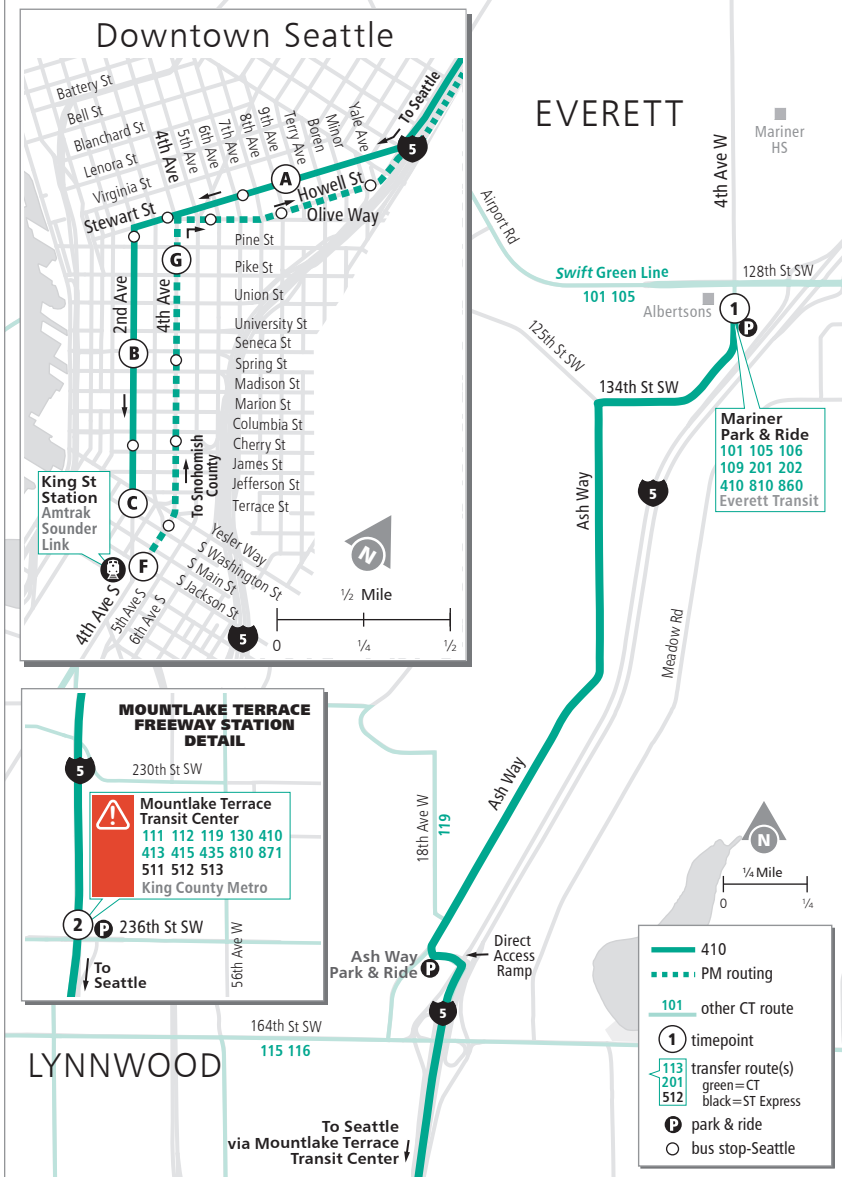 Downtown Seattle
Battery St
Bell St
Blanchard St
Lenora St
Virginia St
Stewart St
4th Ave
5th Ave
6th Ave
7th Ave
8th Ave
9th Ave
Terry Ave
Boren
Minor
Yale Ave
To Seattle
5
A
Howell St
Olive Way
G
Pine St
Pike St
Union St
University St
Seneca St
Spring St
Madison St
Marion St
Columbia St
Cherry St
James St
Jefferson St
Terrace St
2nd Ave
4th Ave
B
C
To Snohomish
County
King St
Station
Amtrak
Sounder
Link
F
Yesler Way
S Washington St
S Main St
S Jackson St
4th Ave S
5th Ave S
6th Ave S
5
N
½ Mile
0
¼
½
EVERETT
Mariner
HS
4th Ave W
Airport Rd
Swift Green Line
128th St SW
101 105
Albertsons
1
P
125th St SW
134th St SW
Mariner
Park & Ride
101 105 106
109 201 202
410 810 860
Everett Transit
5
Ash Way
Meadow Rd
MOUNTLAKE TERRACE
FREEWAY STATION
DETAIL
5
230th St SW
Mountlake Terrace
Transit Center
111 112 119 130 410
413 415 435 810 871
511 512 513
King County Metro
2
P
236th St SW
56th Ave W
To
Seattle
18th Ave W
119
Ash Way
Ash Way
Park & Ride
P
Direct
Access
Ramp
5
164th St SW
115 116
LYNNWOOD
To Seattle
via Mountlake Terrace
Transit Center
N
¼ Mile
0
¼
410
PM routing
101
other CT route
1
timepoint
113
201
512
transfer route(s)
green=CT
black=ST Express
P
park & ride
bus stop-Seattle